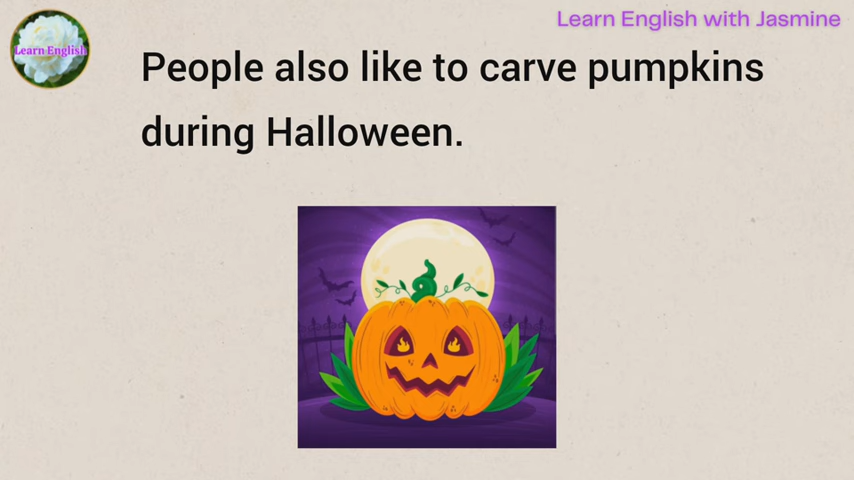 Learn English with Jasmine
Learn English
People also like to carve pumpkins
during Halloween.